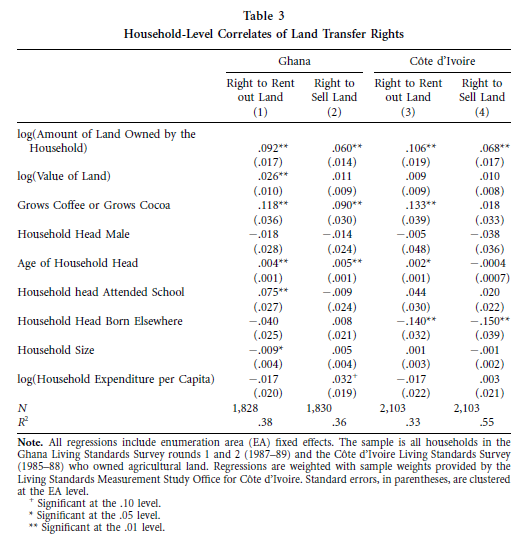 Table 3
Household-Level Correlates of Land Transfer Rights
Ghana Côte d'Ivoire
Right to Rent Right to Right to Rent Right to
out Land Sell Land out Land Sell Land
(1) (2) (3) (4)
log(Amount of Land Owned by the
Household) .092** .060** .106** .068**
(.017) (.014) (.019) (.017)
log(Value of Land) .026** .011 .009 .010
(.010) (.009) (.009) (.008)
Grows Coffee or Grows Cocoa .118** .090** .133** .018
(.036) (.030) (.039) (.033)
Household Head Male −.018 −.014 −.005 −.038
(.028) (.024) (.048) (.036)
Age of Household Head .004** .005** .002* −.0004
(.001) (.001) (.001) (.0007)
Household head Attended School .075** −.009 .044 .020
(.027) (.024) (.030) (.022)
Household Head Born Elsewhere −.040 .008 −.140** −.150**
(.025) (.021) (.032) (.039)
Household Size −.009* .005 .001 −.001
(.004) (.004) (.003) (.002)
log(Household Expenditure per Capita) −.017 .032+ −.017 .003
(.020) (.019) (.022) (.021)
N 1,828 1,830 2,103 2,103
R² .38 .36 .33 .55
Note. All regressions include enumeration area (EA) fixed effects. The sample is all households in the
Ghana Living Standards Survey rounds 1 and 2 (1987–89) and the Côte d'Ivoire Living Standards Survey
(1985–88) who owned agricultural land. Regressions are weighted with sample weights provided by the
Living Standards Measurement Study Office for Côte d'Ivoire. Standard errors, in parentheses, are clustered
at the EA level.
+ Significant at the .10 level.
* Significant at the .05 level.
** Significant at the .01 level.